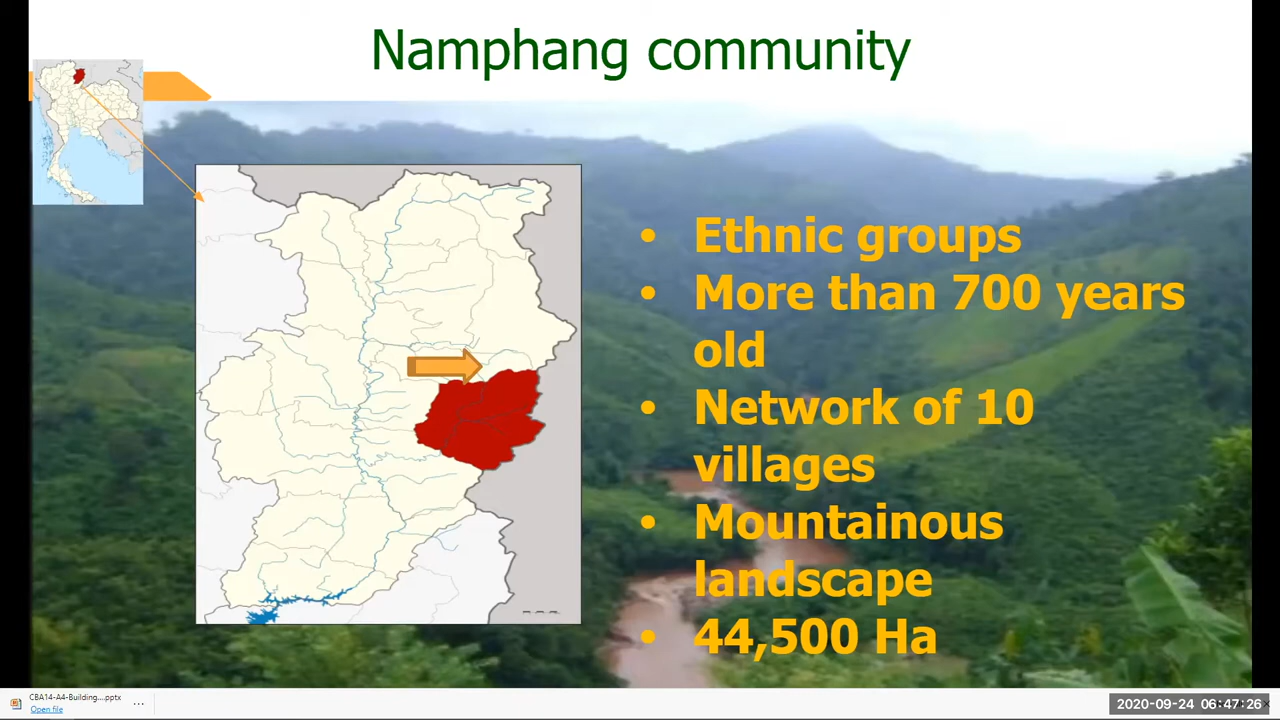 Namphang community
• Ethnic groups
• More than 700 years
old
• Network of 10
villages
• Mountainous
landscape
• 44,500 Ha
CBA14-A4-Building....pptx
Open file
2020-09-24 06:47:26